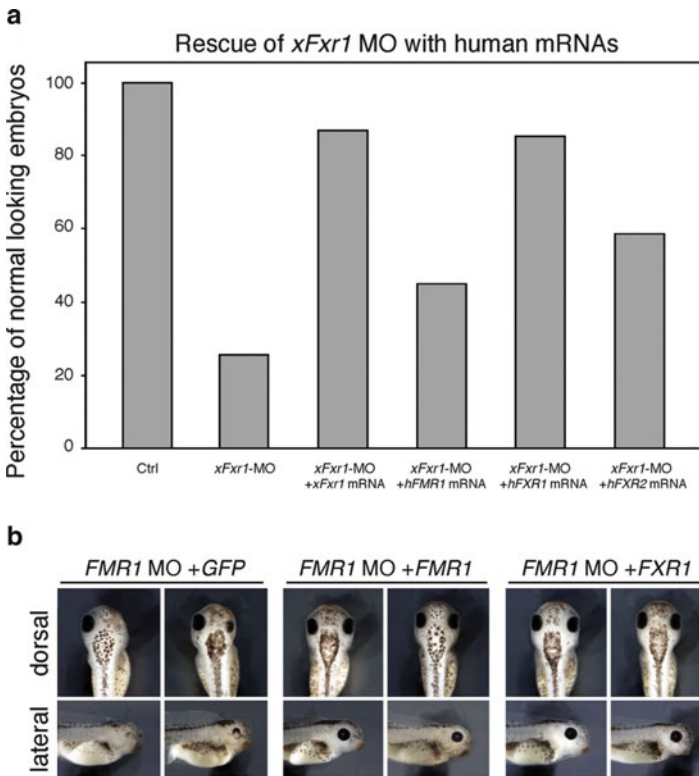 a
Rescue of xFxr1 MO with human mRNAs
Percentage of normal looking embryos
100
80
60
40
20
0
Ctrl
xFxr1-MO
xFxr1-MO
+xFxr1 mRNA
xFxr1-MO
+hFMR1 mRNA
xFxr1-MO
+hFXR1 mRNA
xFxr1-MO
+hFXR2 mRNA
b
FMR1 MO +GFP
FMR1 MO +FMR1
FMR1 MO +FXR1
dorsal
lateral